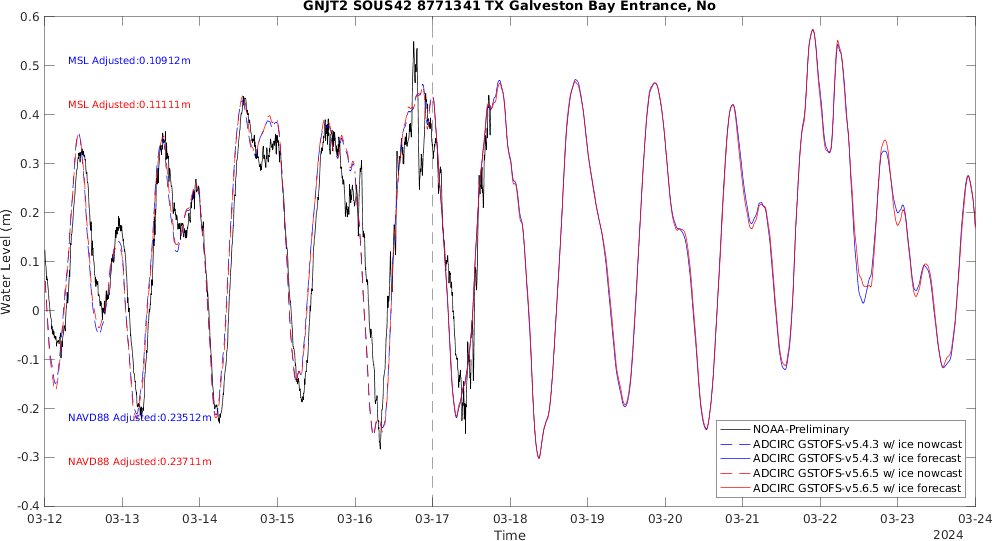 GNJT2 SOUS42 8771341 TX Galveston Bay Entrance, No
0.6
0.5
0.4
0.3
0.2
0.1
0
-0.1
-0.2
-0.3
-0.4
Water Level (m)
MSL Adjusted:0.10912m
MSL Adjusted:0.11111m
NAVD88 Adjusted:0.23512m
NAVD88 Adjusted:0.23711m
NOAA-Preliminary
ADCIRC GSTOFS-v5.4.3 w/ ice nowcast
ADCIRC GSTOFS-v5.4.3 w/ ice forecast
ADCIRC GSTOFS-v5.6.5 w/ ice nowcast
ADCIRC GSTOFS-v5.6.5 w/ ice forecast
03-12 03-13 03-14 03-15 03-16 03-17 03-18 03-19 03-20 03-21 03-22 03-23 03-24
Time
2024